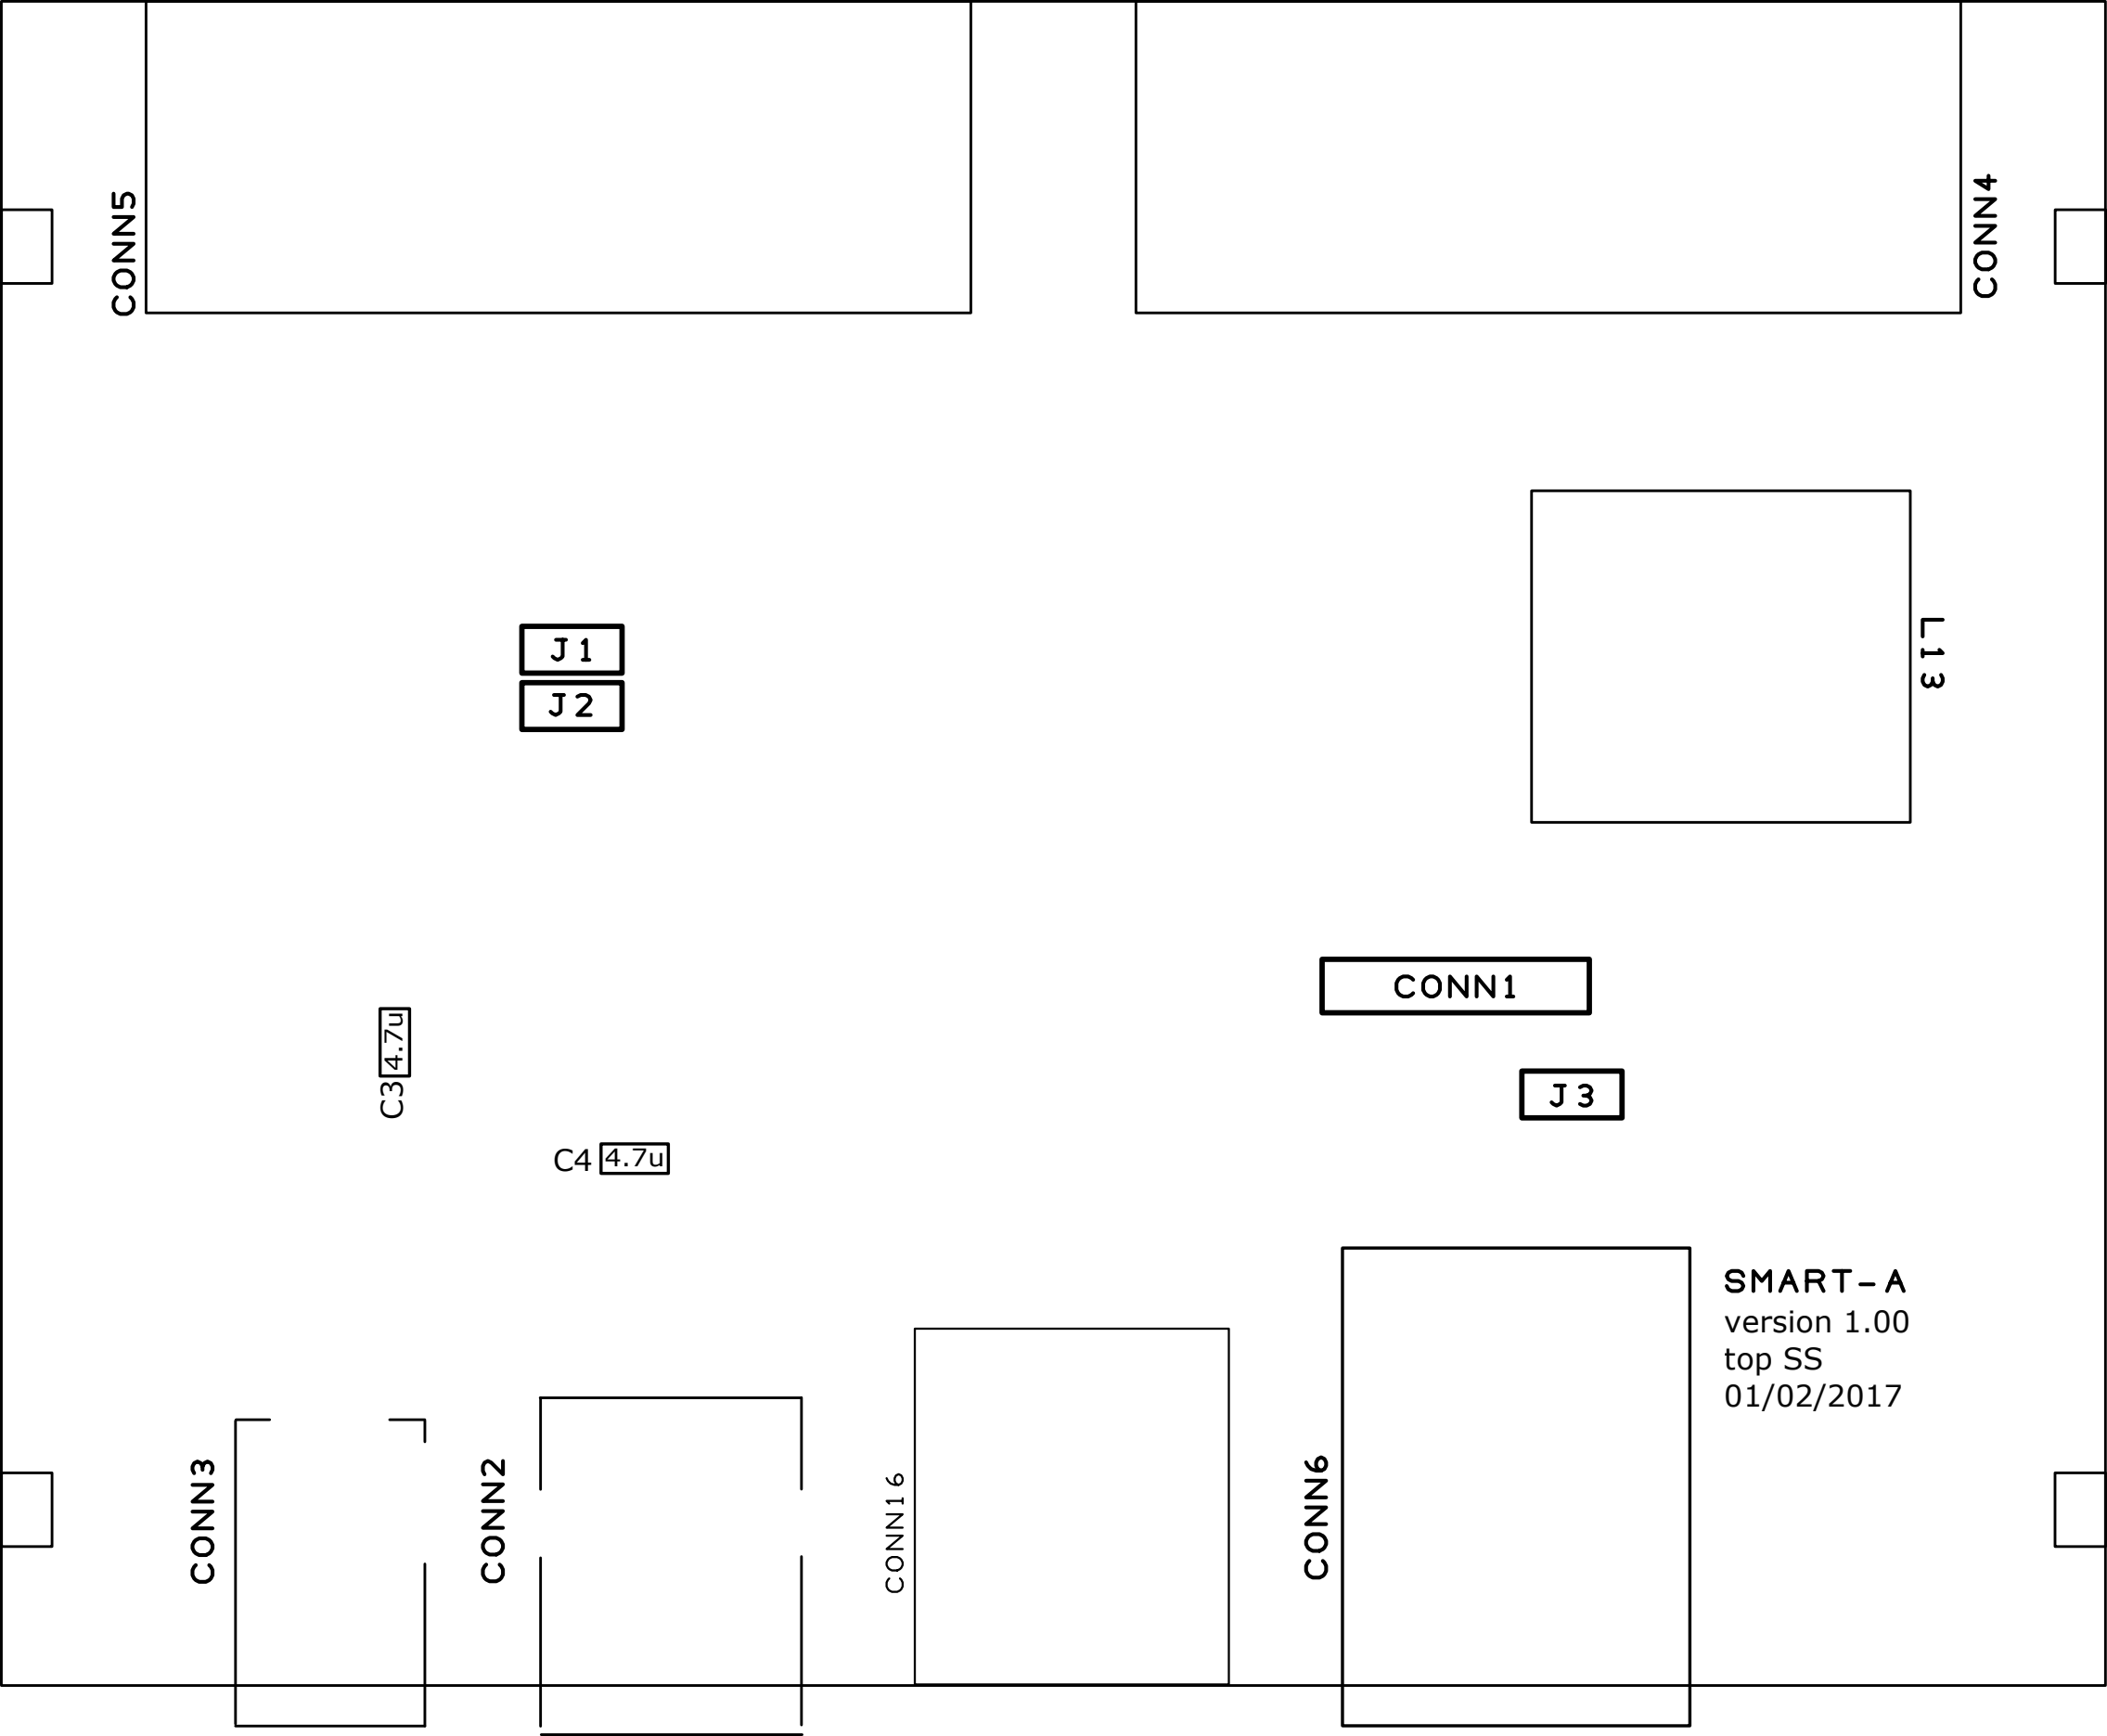 CONN5
CONN4
L13
J1
J2
CONN1
4.7u
C3
J3
C4 4.7u
SMART-A
version 1.00
top SS
01/02/2017
CONN3
CONN2
CONN16
CONN6